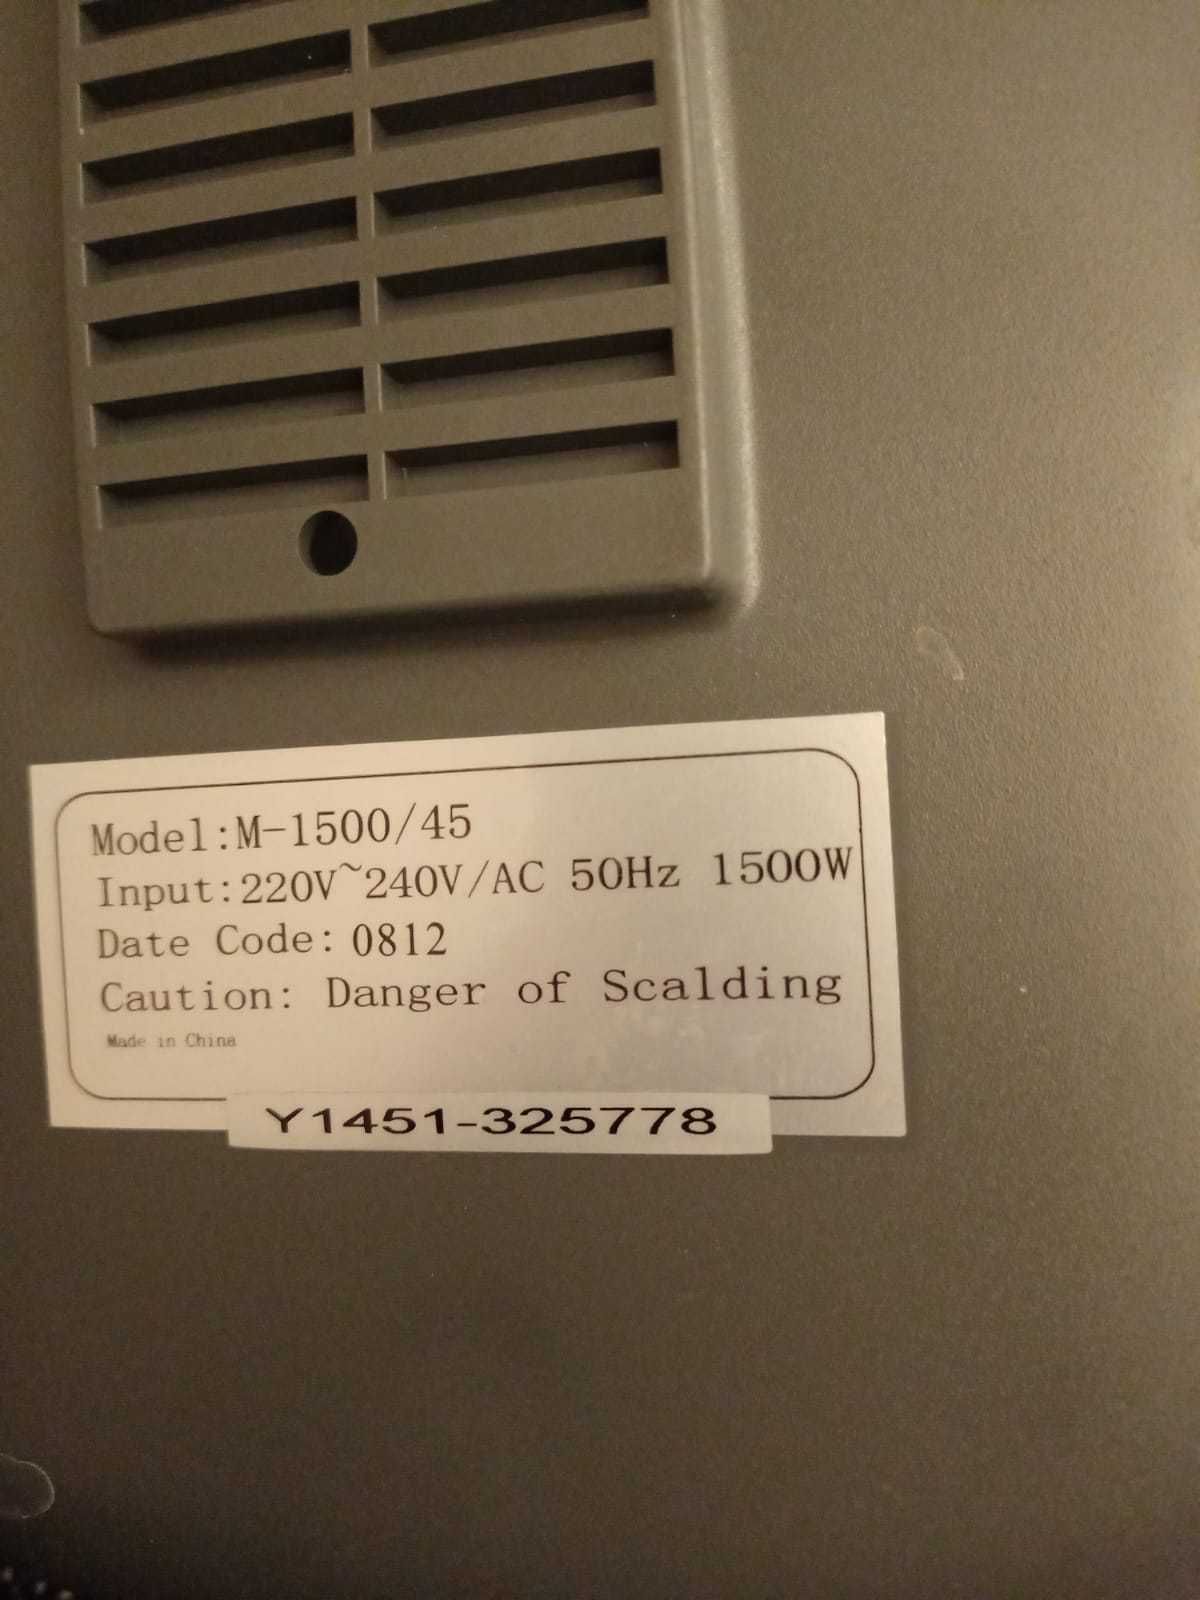 Model:M-1500/45
Input:220V~240V/AC 50Hz 1500W
Date Code: 0812
Caution: Danger of Scalding
Made in China
Y1451-325778